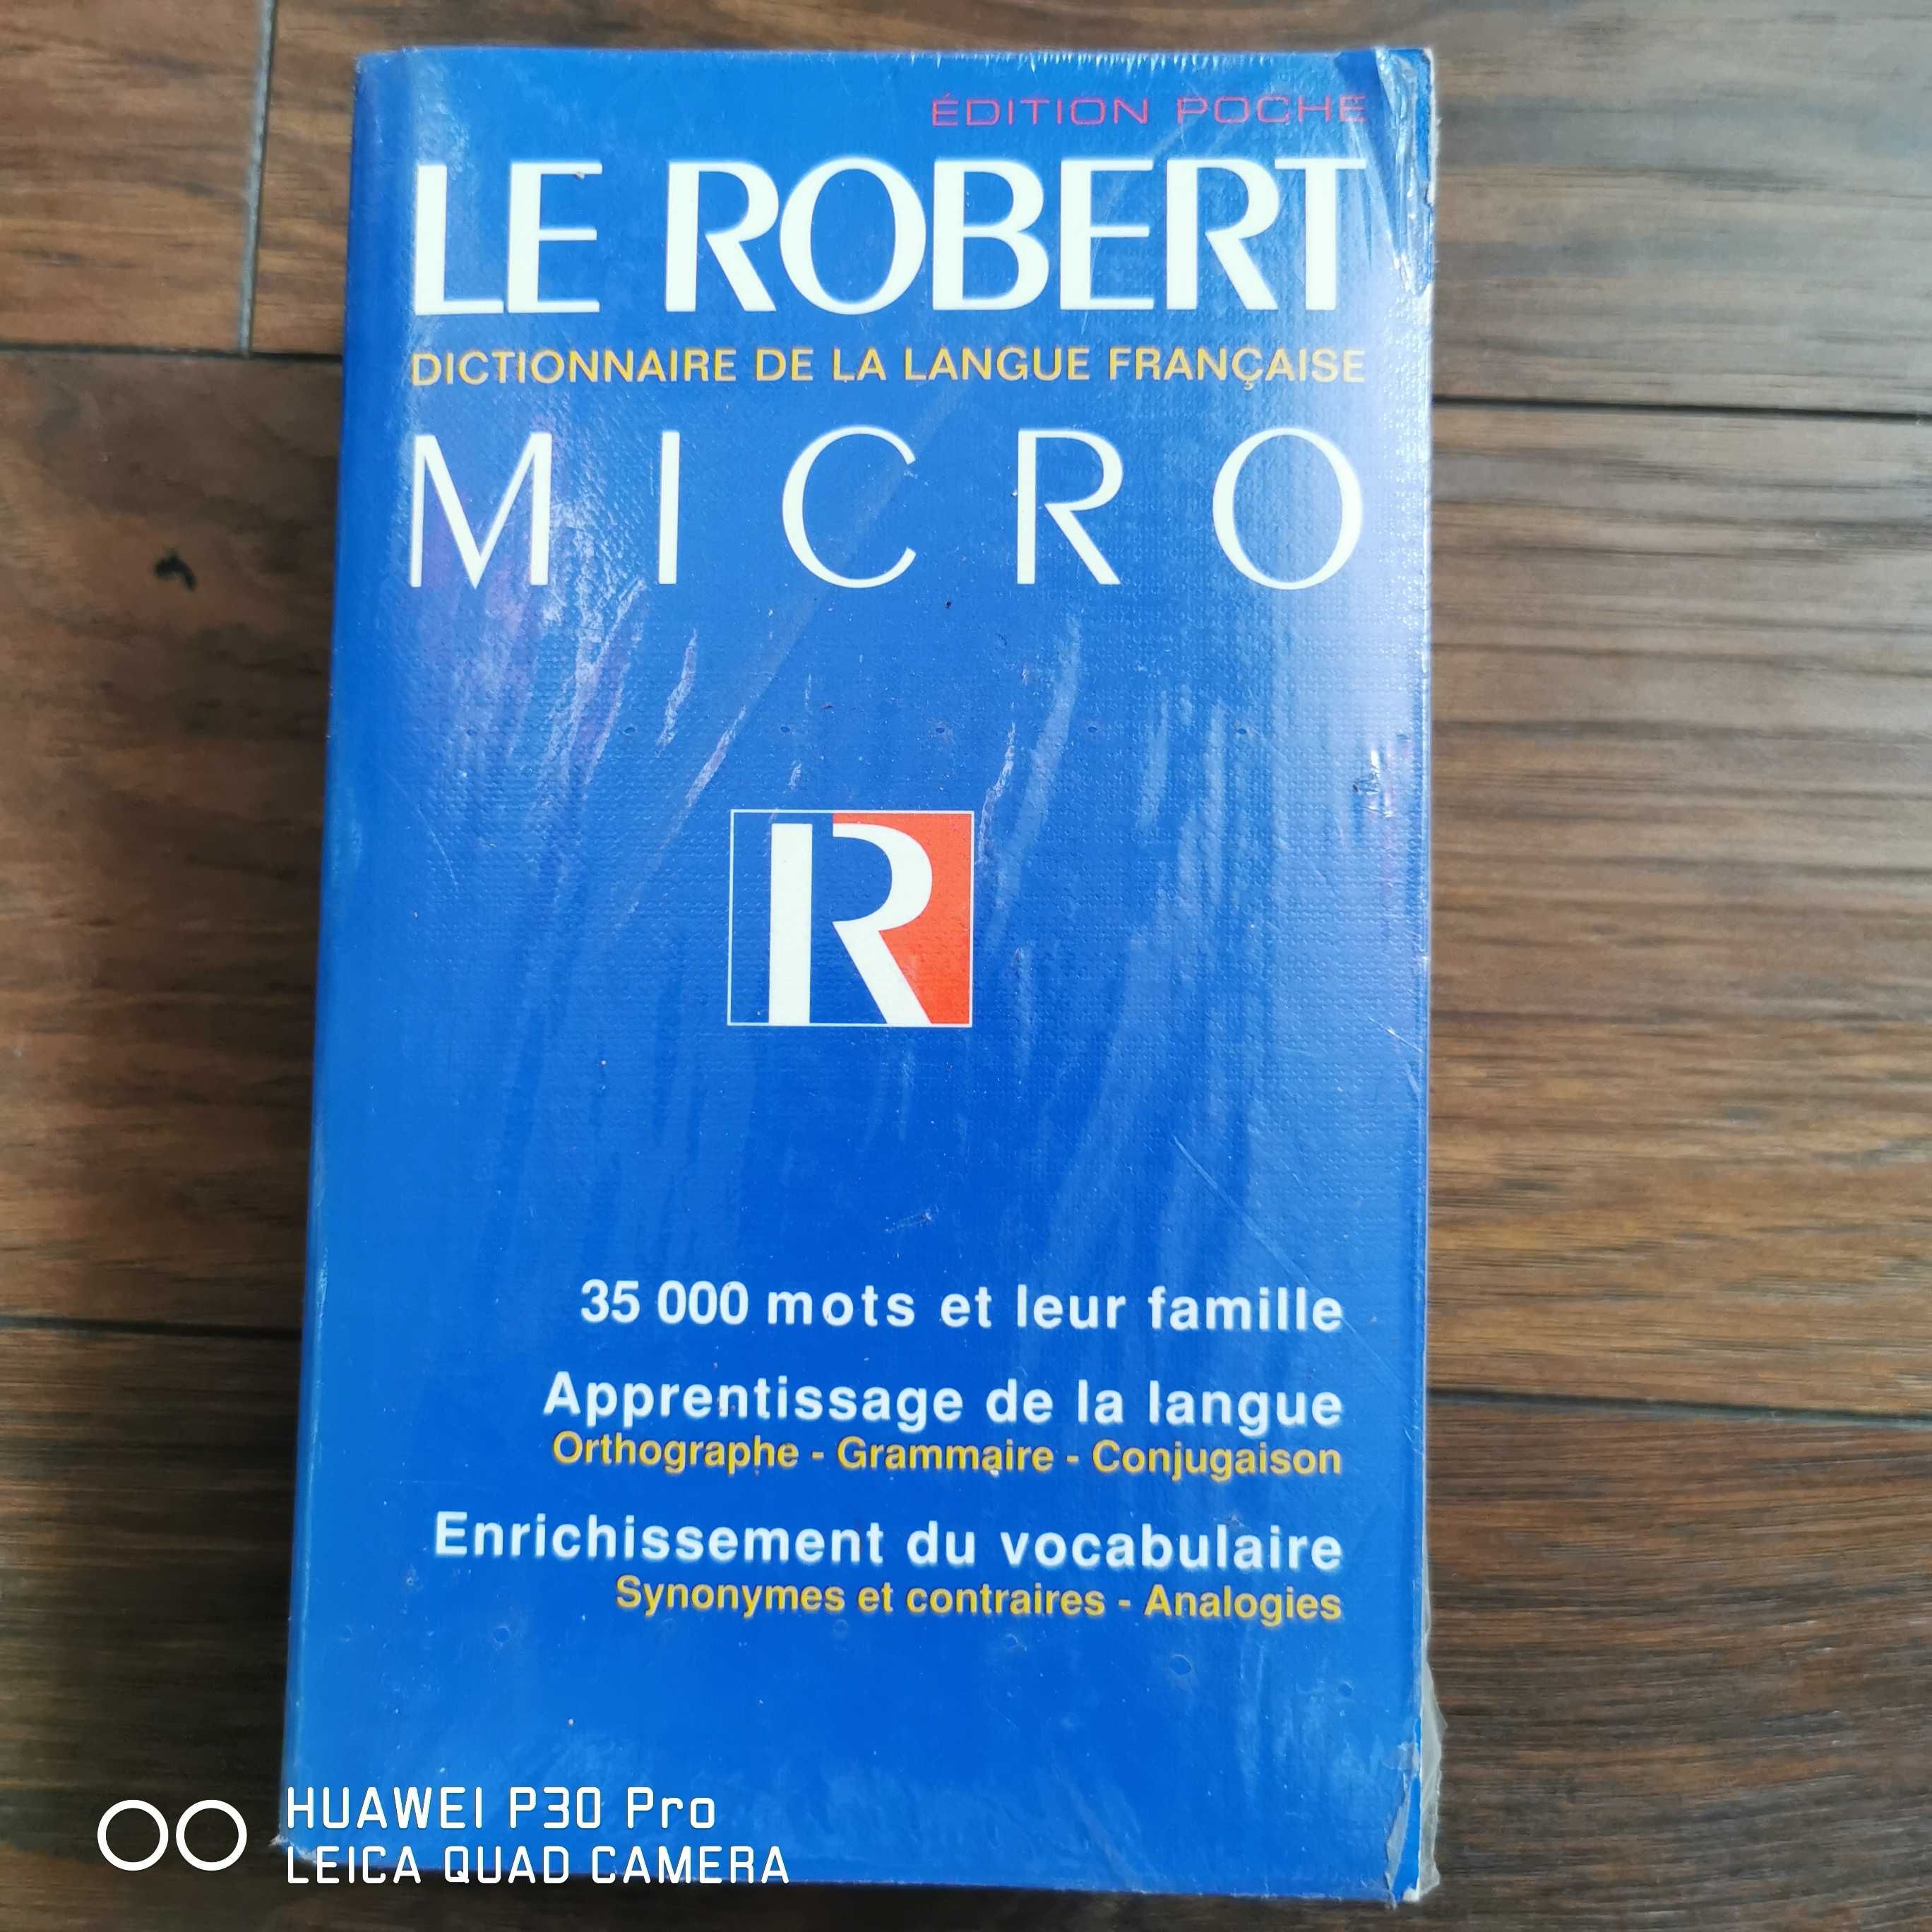 ÉDITION POCHE
LE ROBERT
DICTIONNAIRE DE LA LANGUE FRANÇAISE
MICRO
R
35 000 mots et leur famille
Apprentissage de la langue
Orthographe - Grammaire - Conjugaison
Enrichissement du vocabulaire
Synonymes et contraires - Analogies
HUAWEI P30 Pro
LEICA QUAD CAMERA